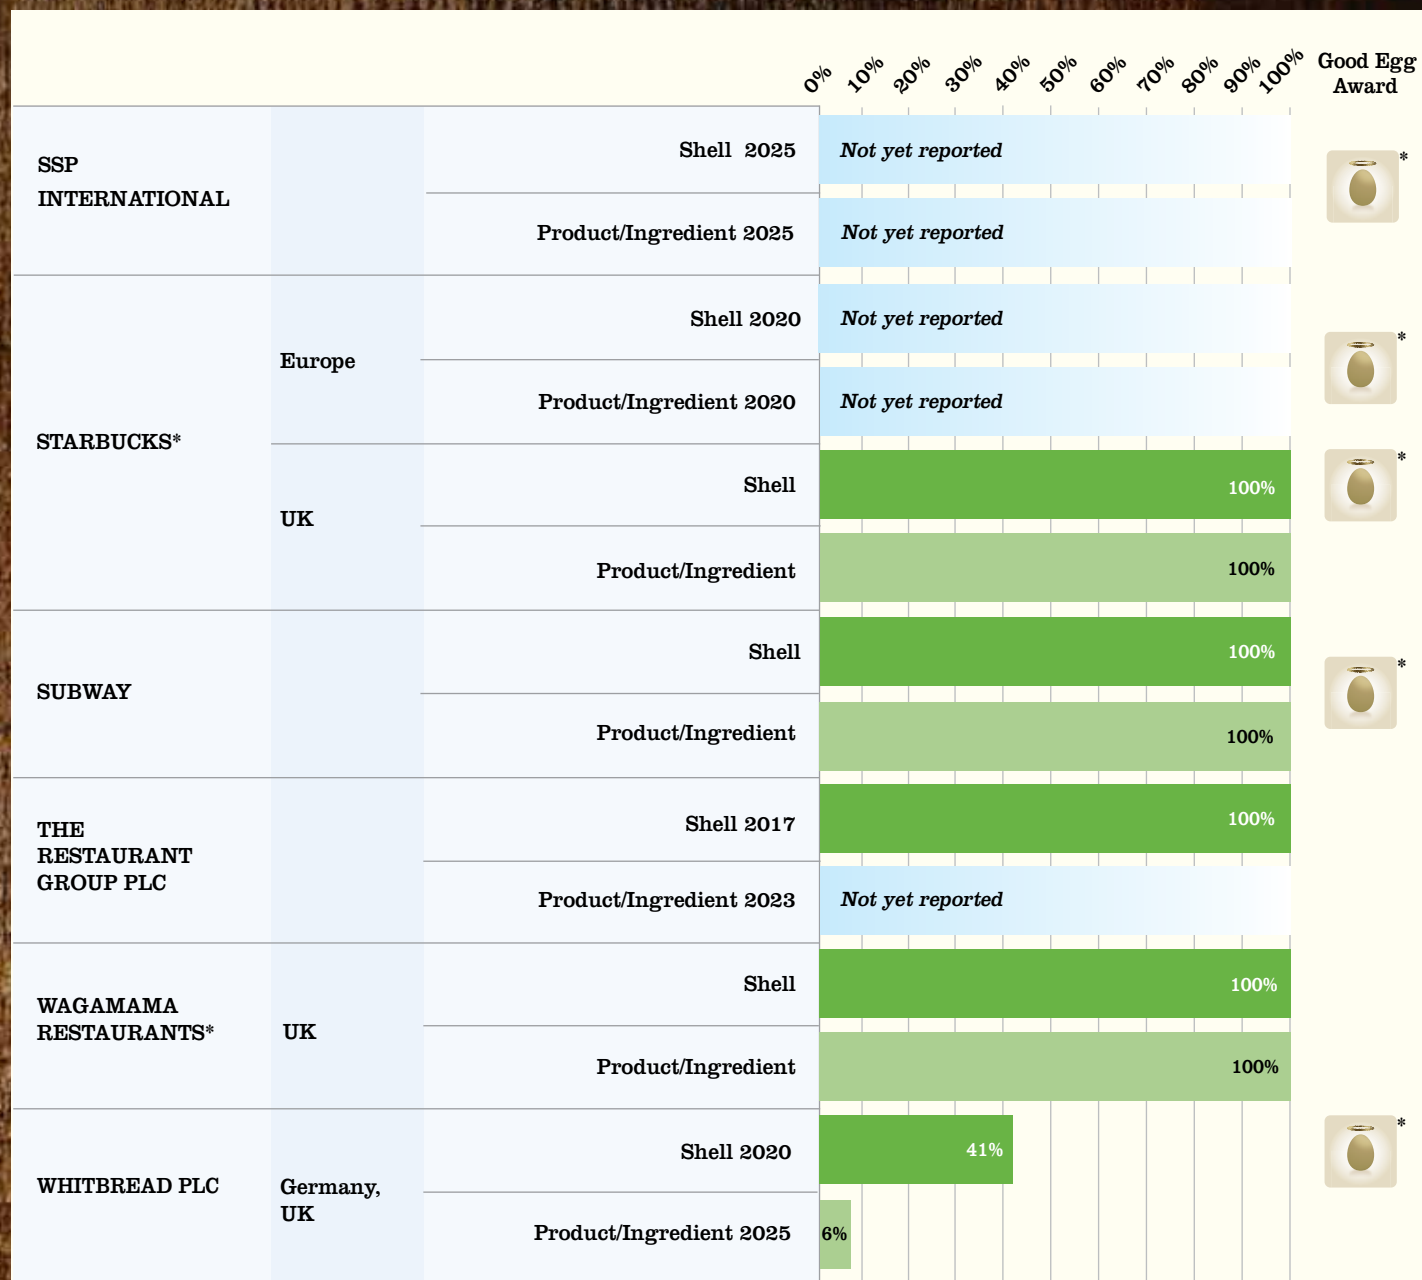 0% 10% 20% 30% 40% 50% 60% 70% 80% 90% 100%
Good Egg
Award
SSP
INTERNATIONAL
Shell 2025
Not yet reported
*
Product/Ingredient 2025
Not yet reported
STARBUCKS*
Europe
Shell 2020
Not yet reported
*
Product/Ingredient 2020
Not yet reported
UK
Shell
100%
*
Product/Ingredient
100%
SUBWAY
Shell
100%
*
Product/Ingredient
100%
THE
RESTAURANT
GROUP PLC
Shell 2017
100%
Product/Ingredient 2023
Not yet reported
WAGAMAMA
RESTAURANTS*
UK
Shell
100%
Product/Ingredient
100%
WHITBREAD PLC
Germany,
UK
Shell 2020
41%
*
Product/Ingredient 2025
6%